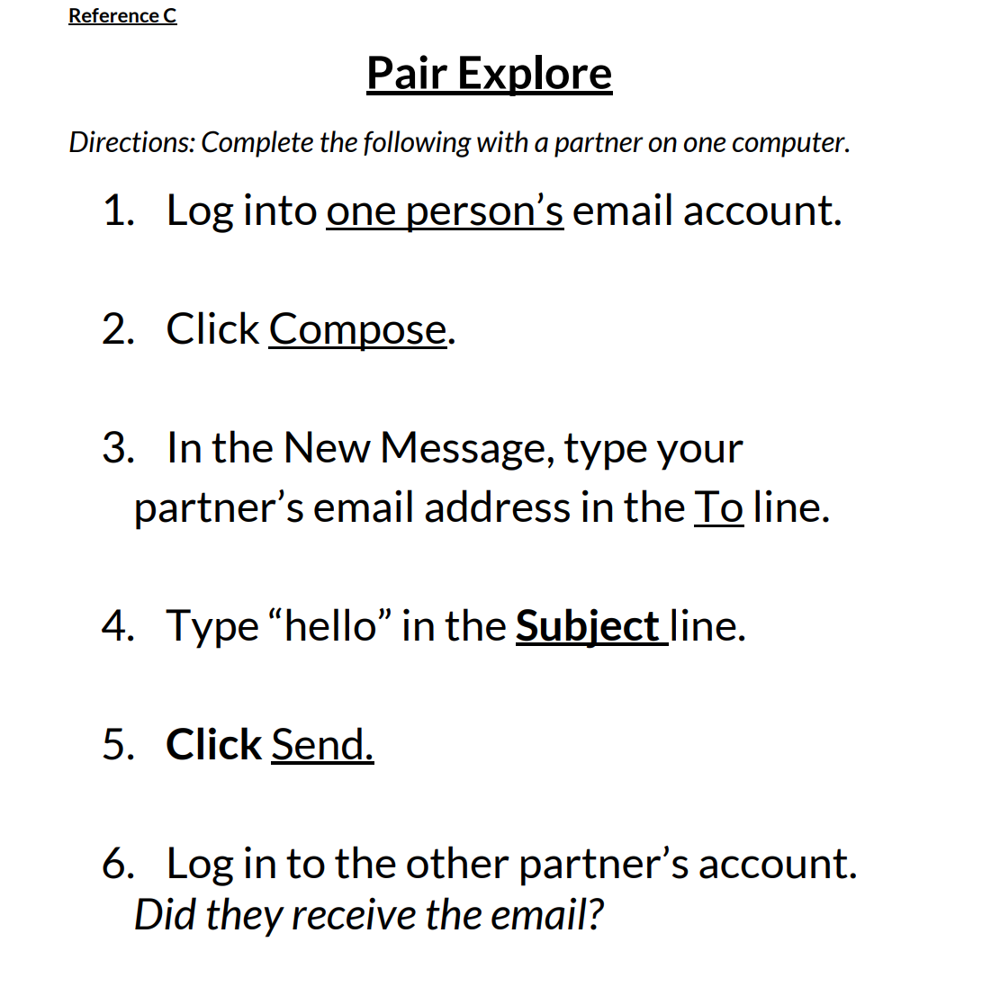 Reference C
Pair Explore
Directions: Complete the following with a partner on one computer.
1. Log into one person’s email account.
2. Click Compose.
3. In the New Message, type your
partner’s email address in the To line.
4. Type “hello” in the Subject line.
5. Click Send.
6. Log in to the other partner’s account.
Did they receive the email?